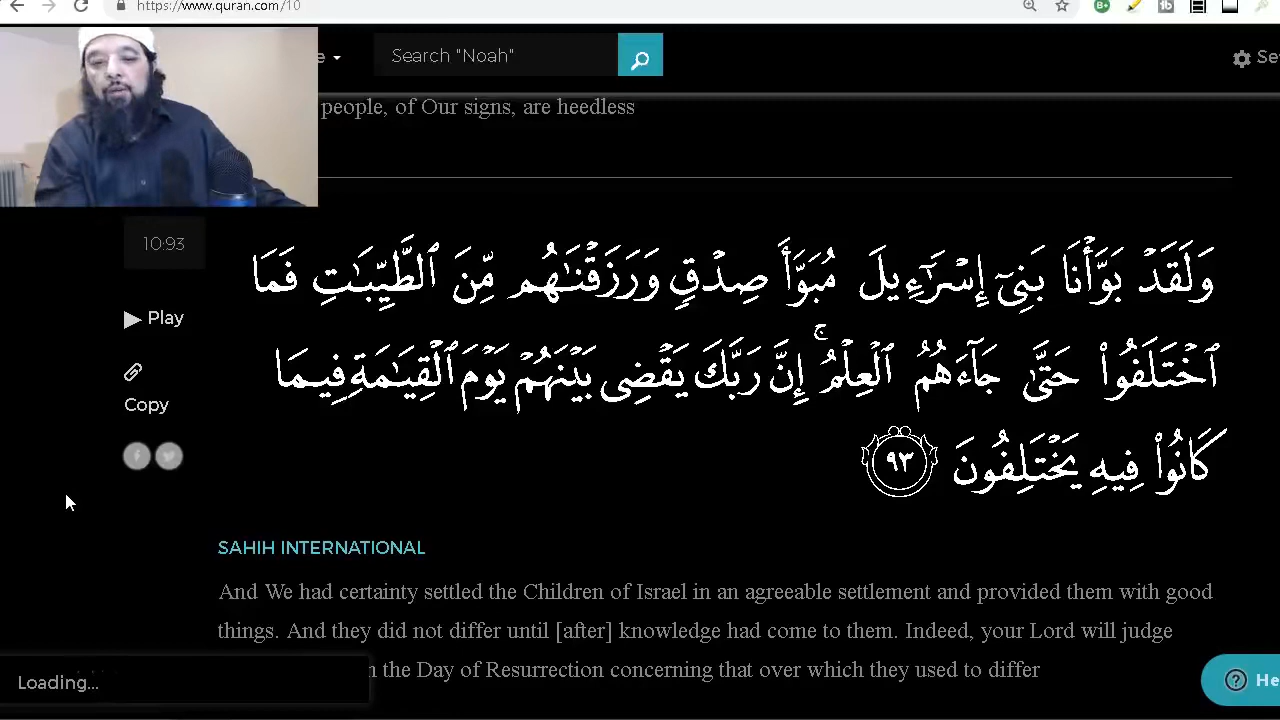 https://www.quran.com/10
e
Search "Noah"
Se
people, of Our signs, are heedless
10:93
وَلَقَدْ بَوَّأْنَا بَنِىٓ إِسْرَٰٓءِيلَ مُبَوَّأَ صِدْقٍ وَرَزَقْنَـٰهُم مِّنَ ٱلطَّيِّبَـٰتِ فَمَا
Play
ٱخْتَلَفُوا۟ حَتَّىٰ جَآءَهُمُ ٱلْعِلْمُ ۚ إِنَّ رَبَّكَ يَقْضِى بَيْنَهُمْ يَوْمَ ٱلْقِيَـٰمَةِ فِيمَا
Copy
كَانُوا۟ فِيهِ يَخْتَلِفُونَ ٩٣
SAHIH INTERNATIONAL
And We had certainty settled the Children of Israel in an agreeable settlement and provided them with good
things. And they did not differ until [after] knowledge had come to them. Indeed, your Lord will judge
the Day of Resurrection concerning that over which they used to differ
Loading...
He